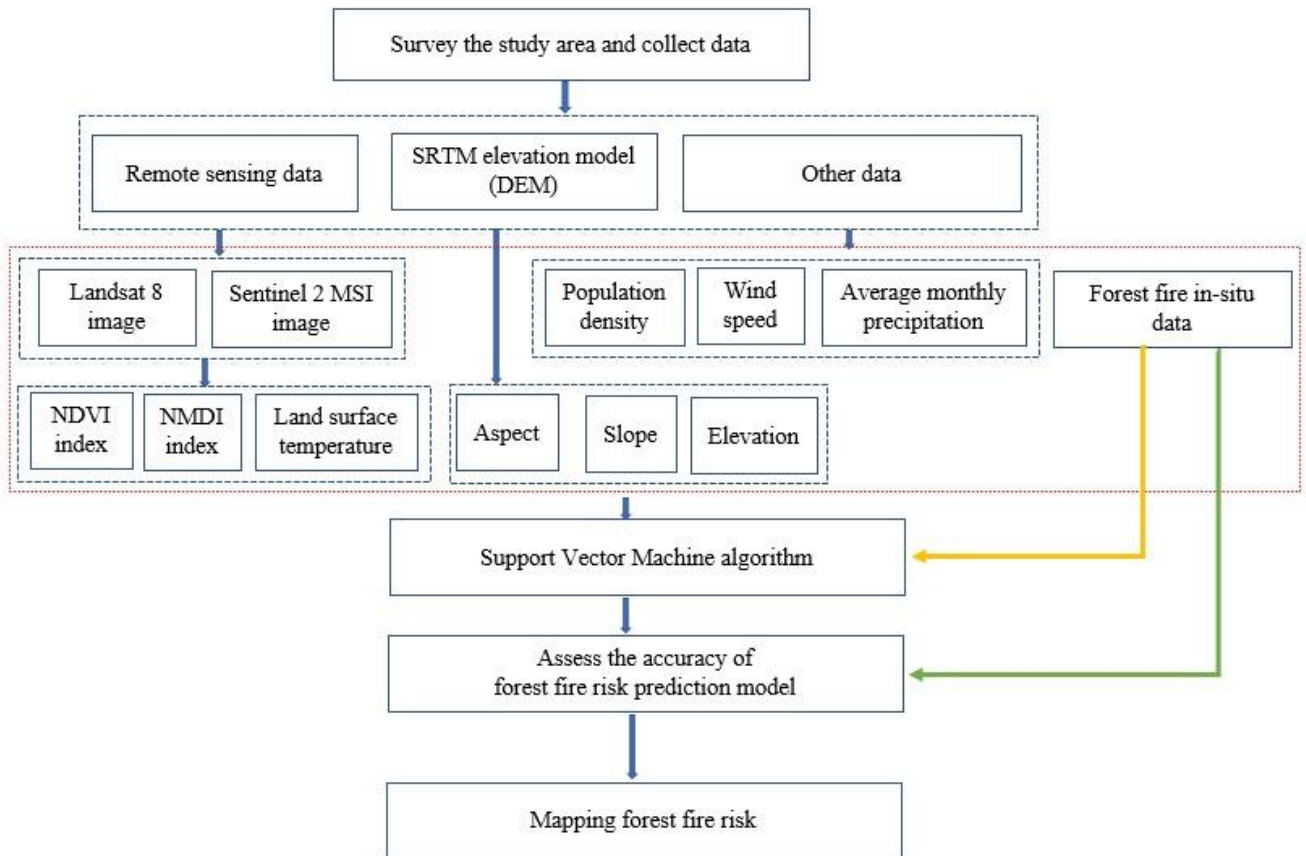 Survey the study area and collect data
Remote sensing data
SRTM elevation model
(DEM)
Other data
Landsat 8
image
Sentinel 2 MSI
image
Population
density
Wind
speed
Average monthly
precipitation
Forest fire in-situ
data
NDVI
index
NMDI
index
Land surface
temperature
Aspect
Slope
Elevation
Support Vector Machine algorithm
Assess the accuracy of
forest fire risk prediction model
Mapping forest fire risk